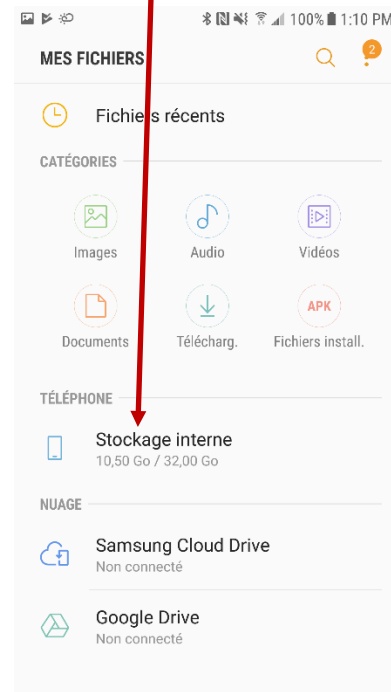 100% 1:10 PM
MES FICHIERS
2
Fichiers récents
CATÉGORIES
Images Audio Vidéos
APK
Documents Télécharg. Fichiers install.
TÉLÉPHONE
Stockage interne
10,50 Go / 32,00 Go
NUAGE
Samsung Cloud Drive
Non connecté
Google Drive
Non connecté